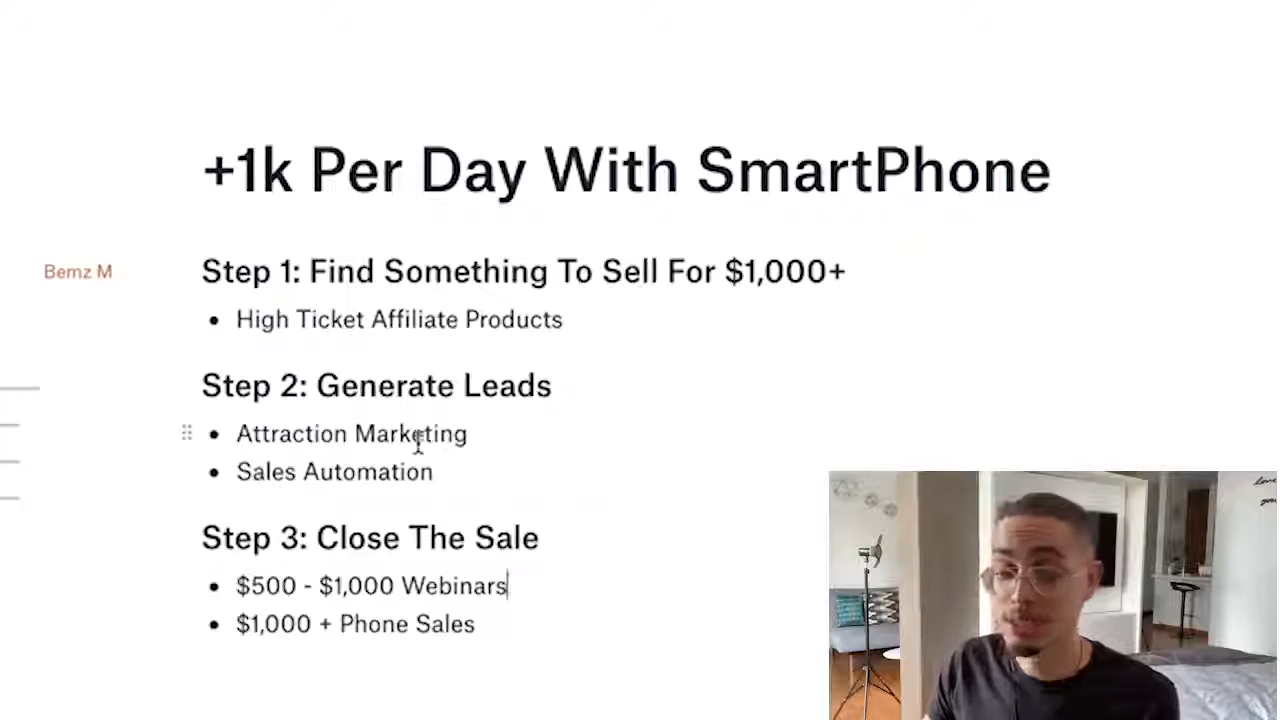 +1k Per Day With SmartPhone
Bemz M
Step 1: Find Something To Sell For $1,000+
• High Ticket Affiliate Products
Step 2: Generate Leads
• Attraction Marketing
• Sales Automation
Step 3: Close The Sale
• $500 - $1,000 Webinars
• $1,000 + Phone Sales
love